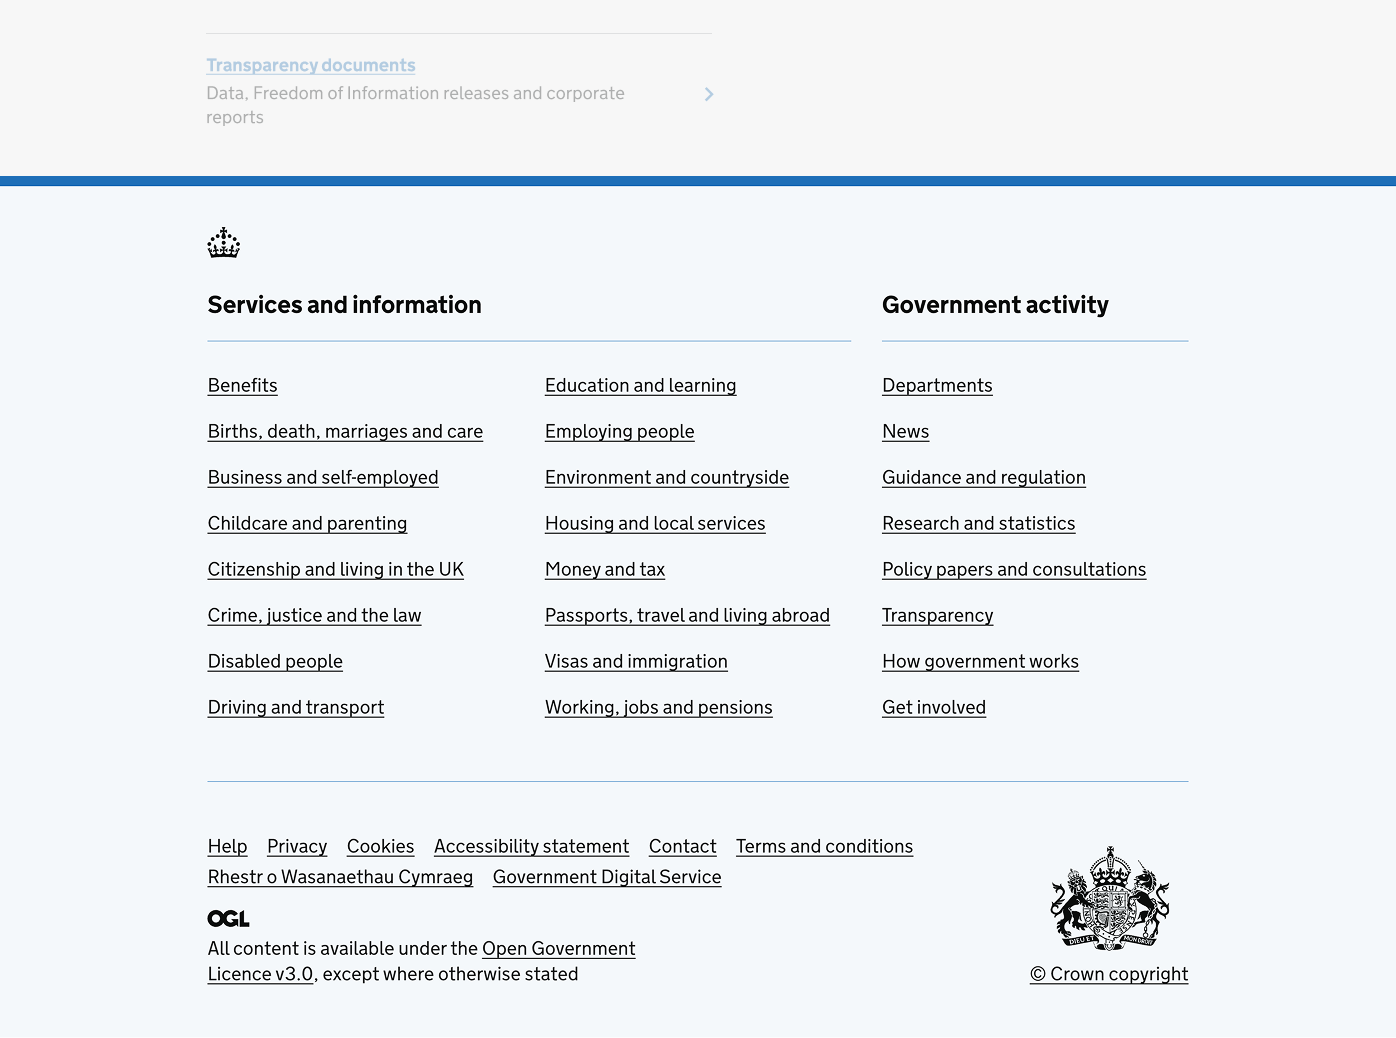 Transparency documents
Data, Freedom of Information releases and corporate
reports
Services and information
Benefits
Births, death, marriages and care
Business and self-employed
Childcare and parenting
Citizenship and living in the UK
Crime, justice and the law
Disabled people
Driving and transport
Education and learning
Employing people
Environment and countryside
Housing and local services
Money and tax
Passports, travel and living abroad
Visas and immigration
Working, jobs and pensions
Government activity
Departments
News
Guidance and regulation
Research and statistics
Policy papers and consultations
Transparency
How government works
Get involved
Help Privacy Cookies Accessibility statement Contact Terms and conditions
Rhestr o Wasanaethau Cymraeg Government Digital Service
OGL
All content is available under the Open Government
Licence v3.0, except where otherwise stated
DIEU ET MON DROIT
© Crown copyright